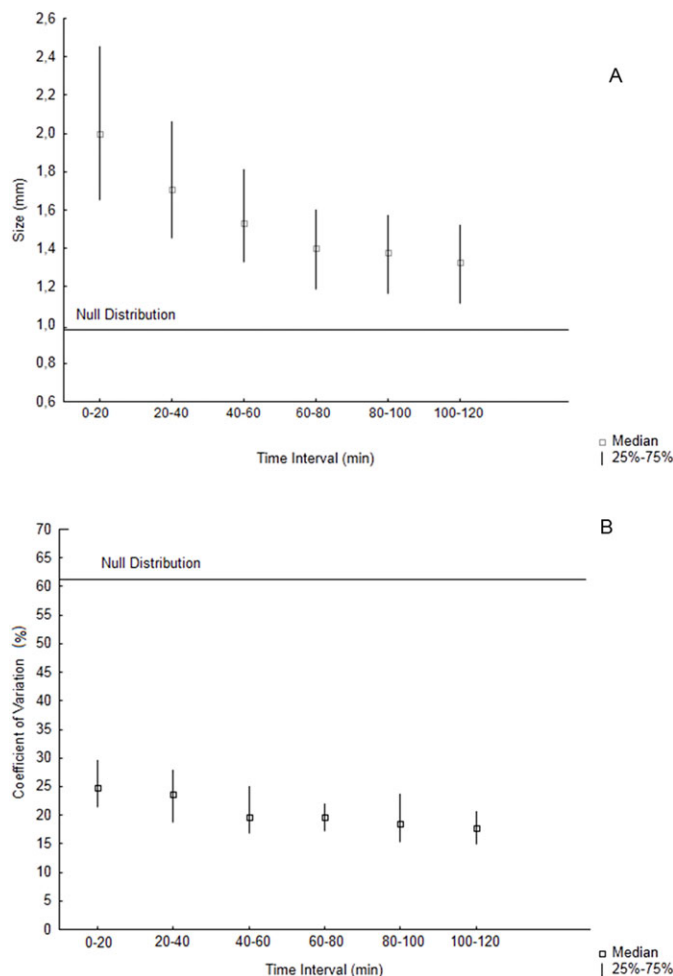 A
2,6
2,4
2,2
2,0
1,8
1,6
1,4
1,2
1,0
0,8
0,6
Size (mm)
Null Distribution
0-20 20-40 40-60 60-80 80-100 100-120
Time Interval (min)
Median
25%-75%
B
70
65
60
55
50
45
40
35
30
25
20
15
10
5
0
Coefficient of Variation (%)
Null Distribution
0-20 20-40 40-60 60-80 80-100 100-120
Time Interval (min)
Median
25%-75%